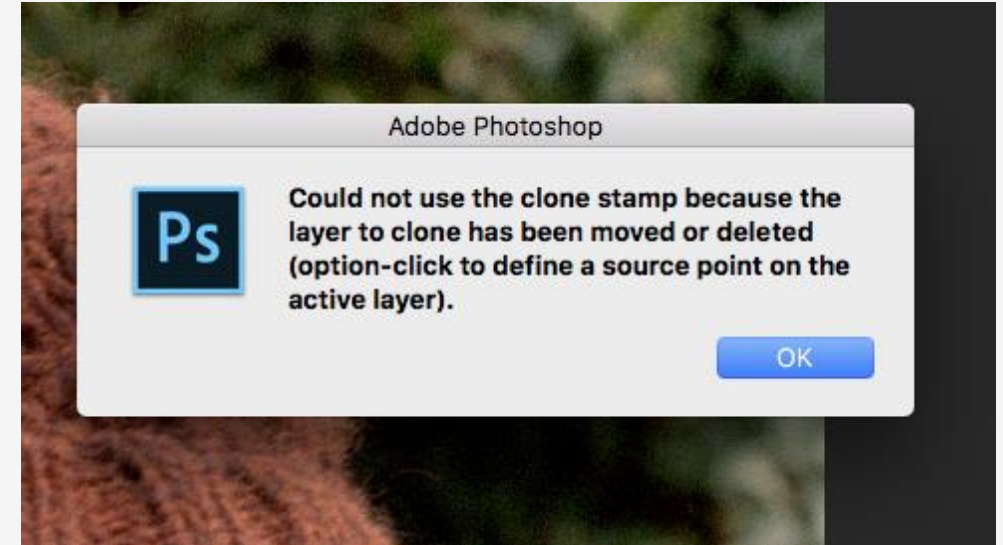 Adobe Photoshop
Ps
Could not use the clone stamp because the
layer to clone has been moved or deleted
(option-click to define a source point on the
active layer).
OK